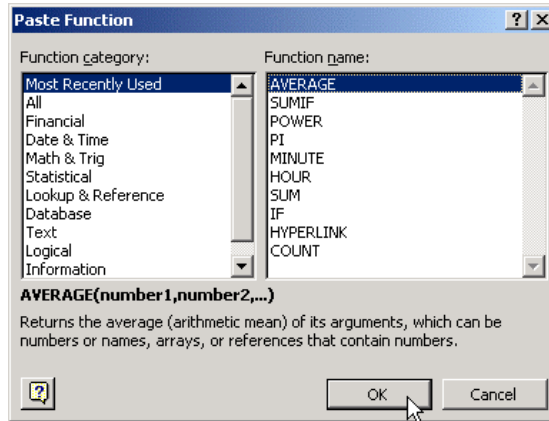 Paste Function
Function category:
Function name:
Most Recently Used
All
Financial
Date & Time
Math & Trig
Statistical
Lookup & Reference
Database
Text
Logical
Information
AVERAGE
SUMIF
POWER
PI
MINUTE
HOUR
SUM
IF
HYPERLINK
COUNT
AVERAGE(number1,number2,...)
Returns the average (arithmetic mean) of its arguments, which can be
numbers or names, arrays, or references that contain numbers.
OK
Cancel